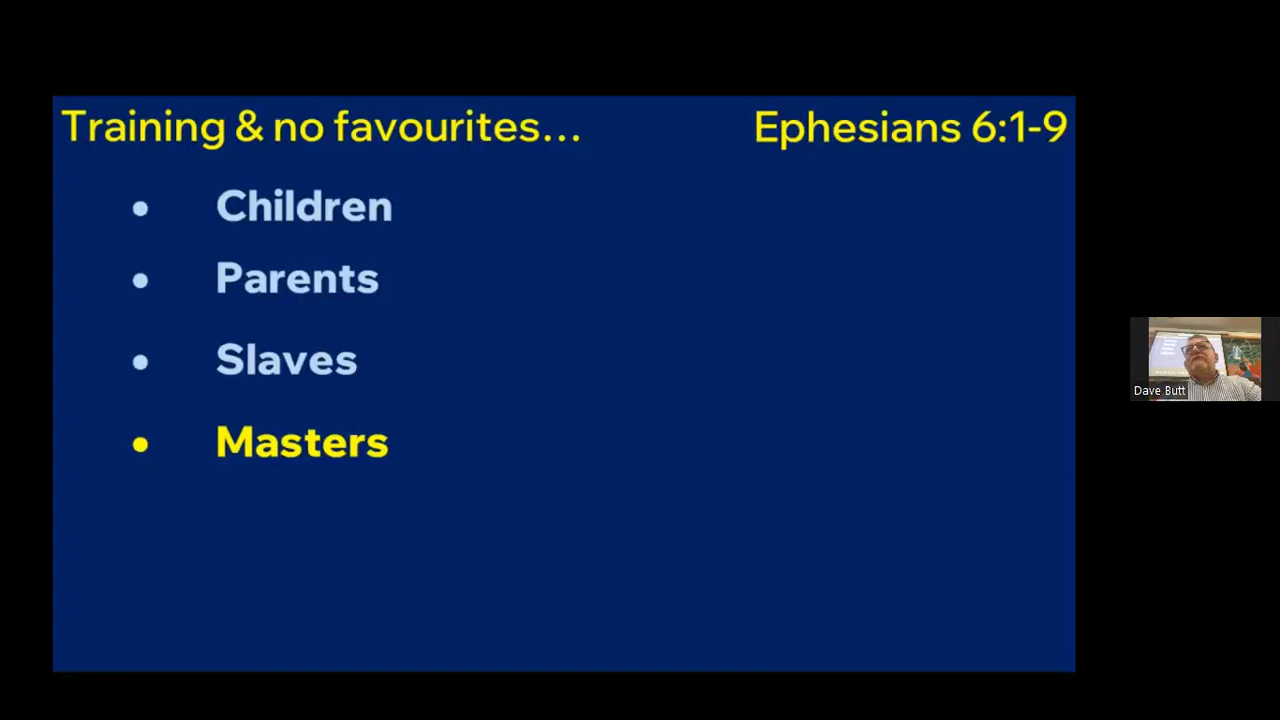 Training & no favourites... Ephesians 6:1-9
• Children
• Parents
• Slaves
• Masters
Dave Butt